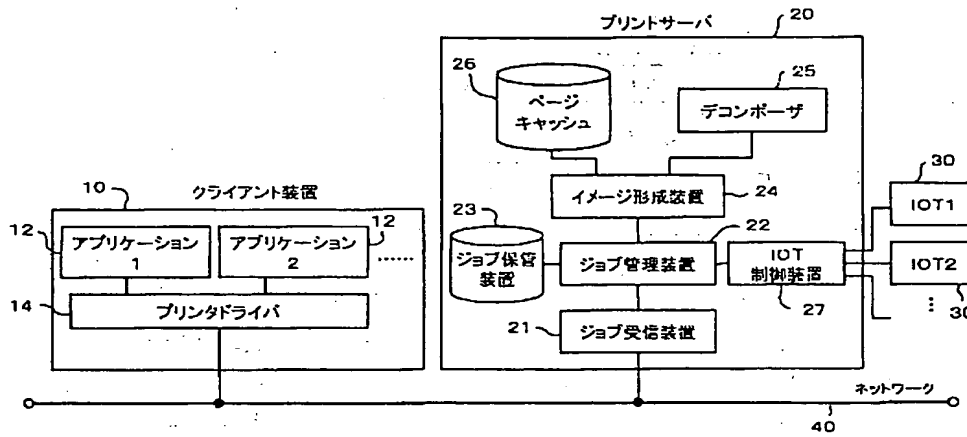 プリントサーバ
20
26
25
ページ
キャッシュ
デコンポーザ
10
クライアント装置
イメージ形成装置
24
30
IOT1
12
アプリケーション
1
アプリケーション
2
12
‥‥‥
23
ジョブ保管
装置
22
ジョブ管理装置
IOT
制御装置
27
IOT2
30
14
プリンタドライバ
21
ジョブ受信装置
ネットワーク
40